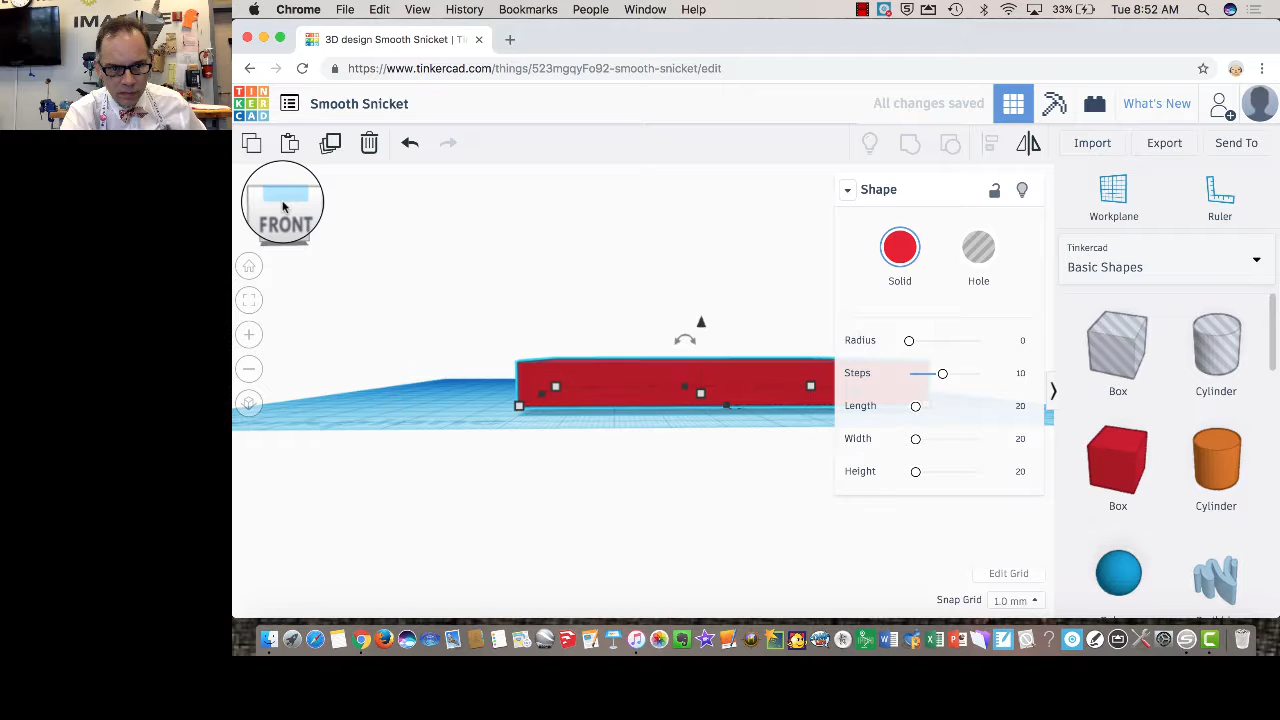 Chrome File Edit View History Bookmarks People Window Help 33% Tue 8:52 AM
3D design Smooth Snicket | Ti
https://www.tinkercad.com/things/523mgqyFo92-smooth-snicket/edit
TIN
KER
CAD
Smooth Snicket All changes saved What's New
Import Export Send To
FRONT
Shape
Solid Hole
Radius 0
Steps 10
Length 20
Width 20
Height 20
Workplane Ruler
Tinkercad
Basic Shapes
Box Cylinder
Box Cylinder
Edit Grid
Snap Grid 1.0 mm